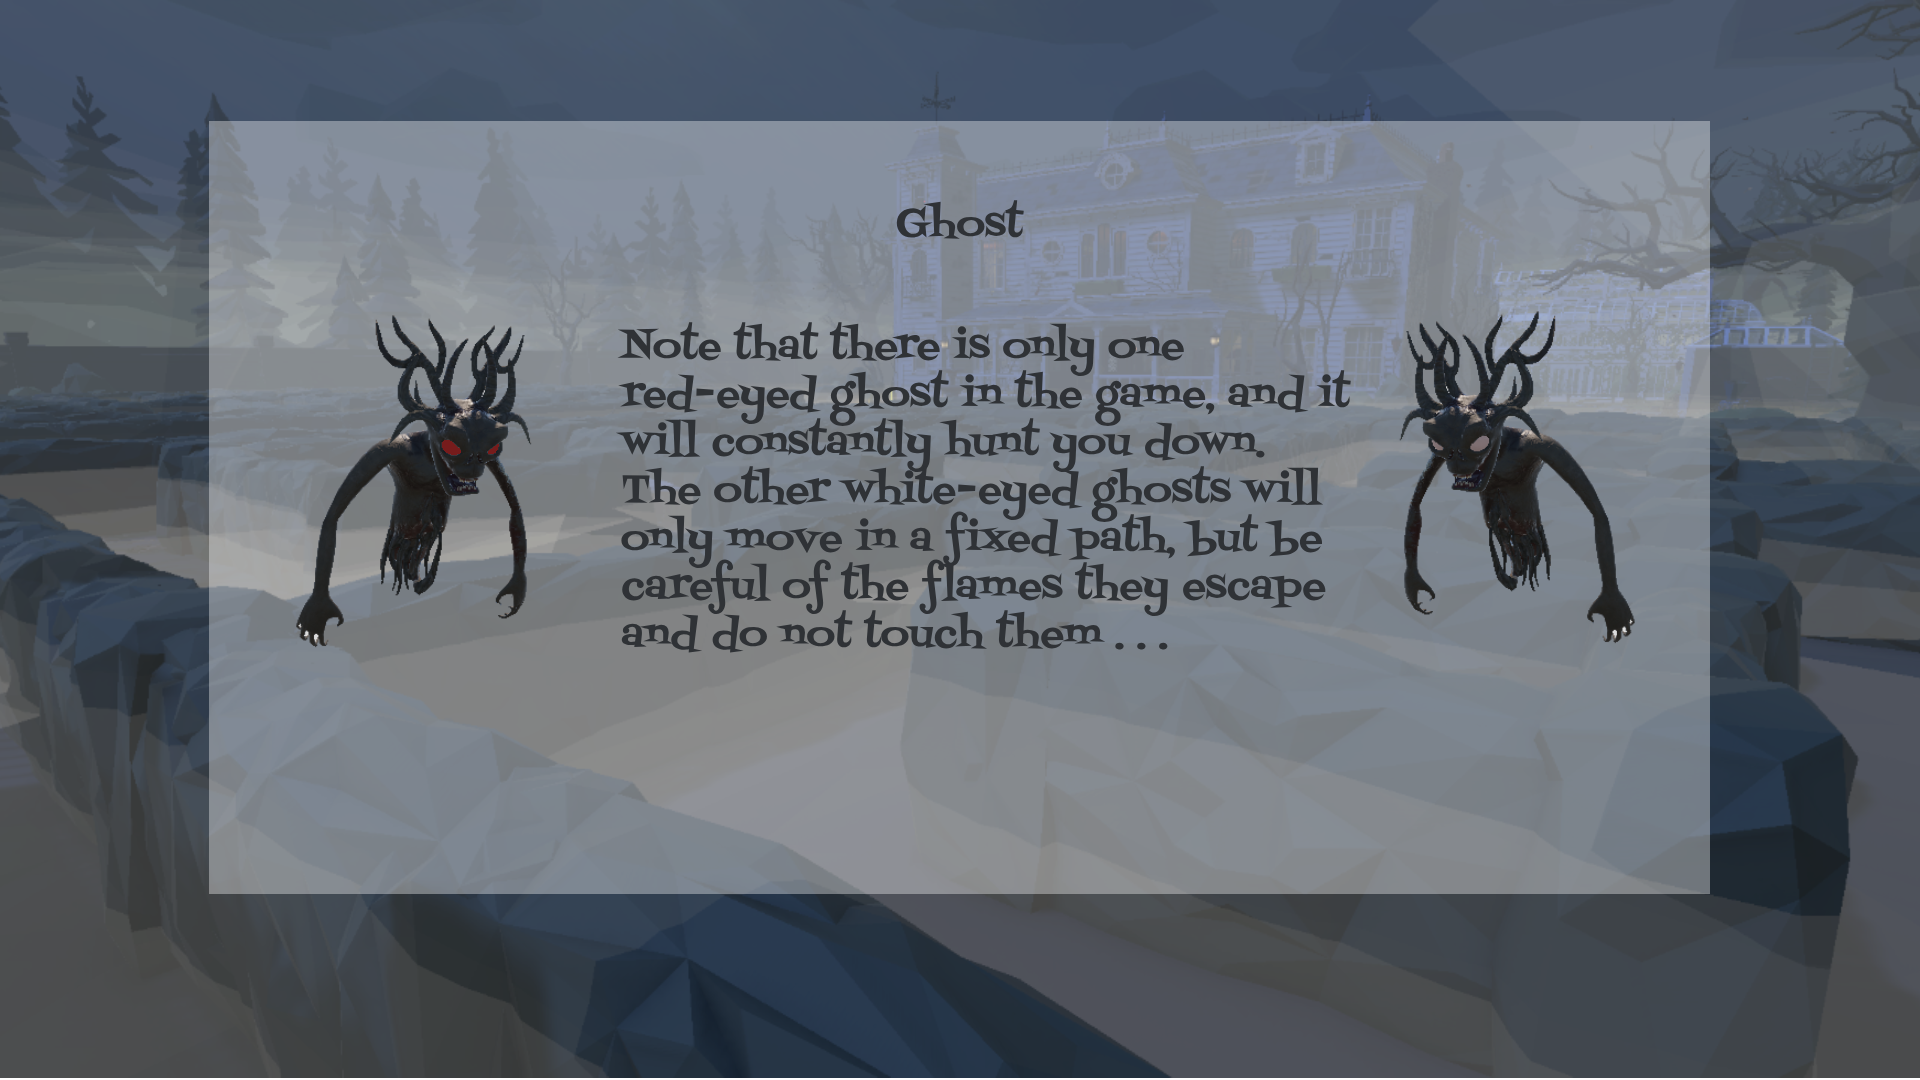 Ghost
Note that there is only one
red-eyed ghost in the game, and it
will constantly hunt you down.
The other white-eyed ghosts will
only move in a fixed path, but be
careful of the flames they escape
and do not touch them . . .